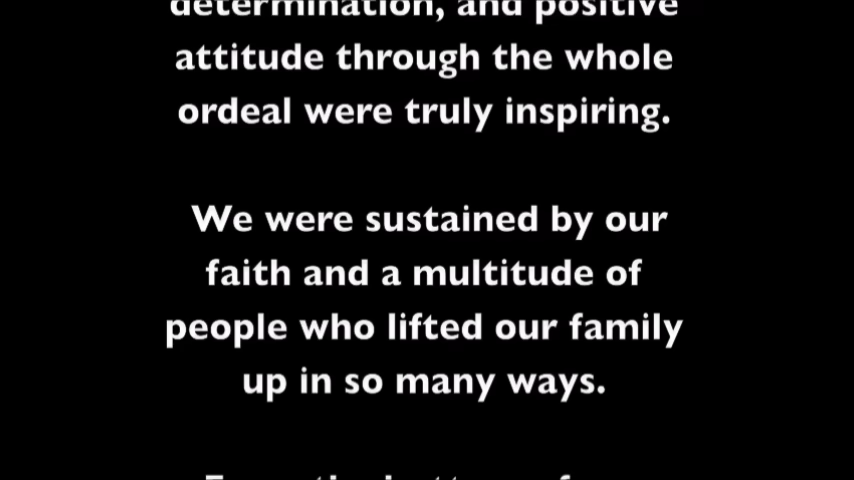 determination, and positive
attitude through the whole
ordeal were truly inspiring.
We were sustained by our
faith and a multitude of
people who lifted our family
up in so many ways.